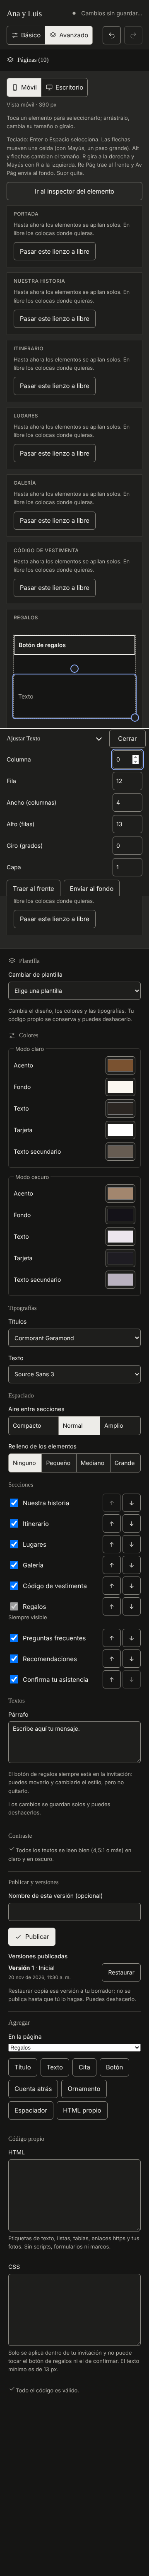 Ana y Luis
Cambios sin guardar...
Básico
Avanzado
Páginas (10)
Móvil
Escritorio
Vista móvil · 390 px
Toca un elemento para seleccionarlo; arrástralo, cambia su tamaño o gíralo.
Teclado: Enter o Espacio selecciona. Las flechas mueven una celda (con Mayús, un paso grande). Alt con flechas cambian el tamaño. R gira a la derecha y con Mayús a la izquierda. Re Pág trae al frente y Av Pág envía al fondo. Supr quita.
Ir al inspector del elemento
PORTADA
Hasta ahora los elementos se apilan solos. En libre los colocas donde quieras.
Pasar este lienzo a libre
NUESTRA HISTORIA
Hasta ahora los elementos se apilan solos. En libre los colocas donde quieras.
Pasar este lienzo a libre
ITINERARIO
Hasta ahora los elementos se apilan solos. En libre los colocas donde quieras.
Pasar este lienzo a libre
LUGARES
Hasta ahora los elementos se apilan solos. En libre los colocas donde quieras.
Pasar este lienzo a libre
GALERÍA
Hasta ahora los elementos se apilan solos. En libre los colocas donde quieras.
Pasar este lienzo a libre
CÓDIGO DE VESTIMENTA
Hasta ahora los elementos se apilan solos. En libre los colocas donde quieras.
Pasar este lienzo a libre
REGALOS
Botón de regalos
Texto
Ajustar Texto
Cerrar
Columna
0
Fila
12
Ancho (columnas)
4
Alto (filas)
13
Giro (grados)
0
Capa
1
Traer al frente
Enviar al fondo
libre los colocas donde quieras.
Pasar este lienzo a libre
Plantilla
Cambiar de plantilla
Elige una plantilla
Cambia el diseño, los colores y las tipografías. Tu código propio se conserva y puedes deshacerlo.
Colores
Modo claro
Acento
Fondo
Texto
Tarjeta
Texto secundario
Modo oscuro
Acento
Fondo
Texto
Tarjeta
Texto secundario
Tipografías
Títulos
Cormorant Garamond
Texto
Source Sans 3
Espaciado
Aire entre secciones
Compacto
Normal
Amplio
Relleno de los elementos
Ninguno
Pequeño
Mediano
Grande
Secciones
Nuestra historia
Itinerario
Lugares
Galería
Código de vestimenta
Regalos
Siempre visible
Preguntas frecuentes
Recomendaciones
Confirma tu asistencia
Textos
Párrafo
Escribe aquí tu mensaje.
El botón de regalos siempre está en la invitación: puedes moverlo y cambiarle el estilo, pero no quitarlo.
Los cambios se guardan solos y puedes deshacerlos.
Contraste
Todos los textos se leen bien (4,5:1 o más) en claro y en oscuro.
Publicar y versiones
Nombre de esta versión (opcional)
Publicar
Versiones publicadas
Versión 1 · Inicial
20 nov de 2026, 11:30 a. m.
Restaurar
Restaurar copia esa versión a tu borrador; no se publica hasta que tú lo hagas. Puedes deshacerlo.
Agregar
En la página
Regalos
Título
Texto
Cita
Botón
Cuenta atrás
Ornamento
Espaciador
HTML propio
Código propio
HTML
Etiquetas de texto, listas, tablas, enlaces https y tus fotos. Sin scripts, formularios ni marcos.
CSS
Solo se aplica dentro de tu invitación y no puede tocar el botón de regalos ni el de confirmar. El texto mínimo es de 13 px.
Todo el código es válido.